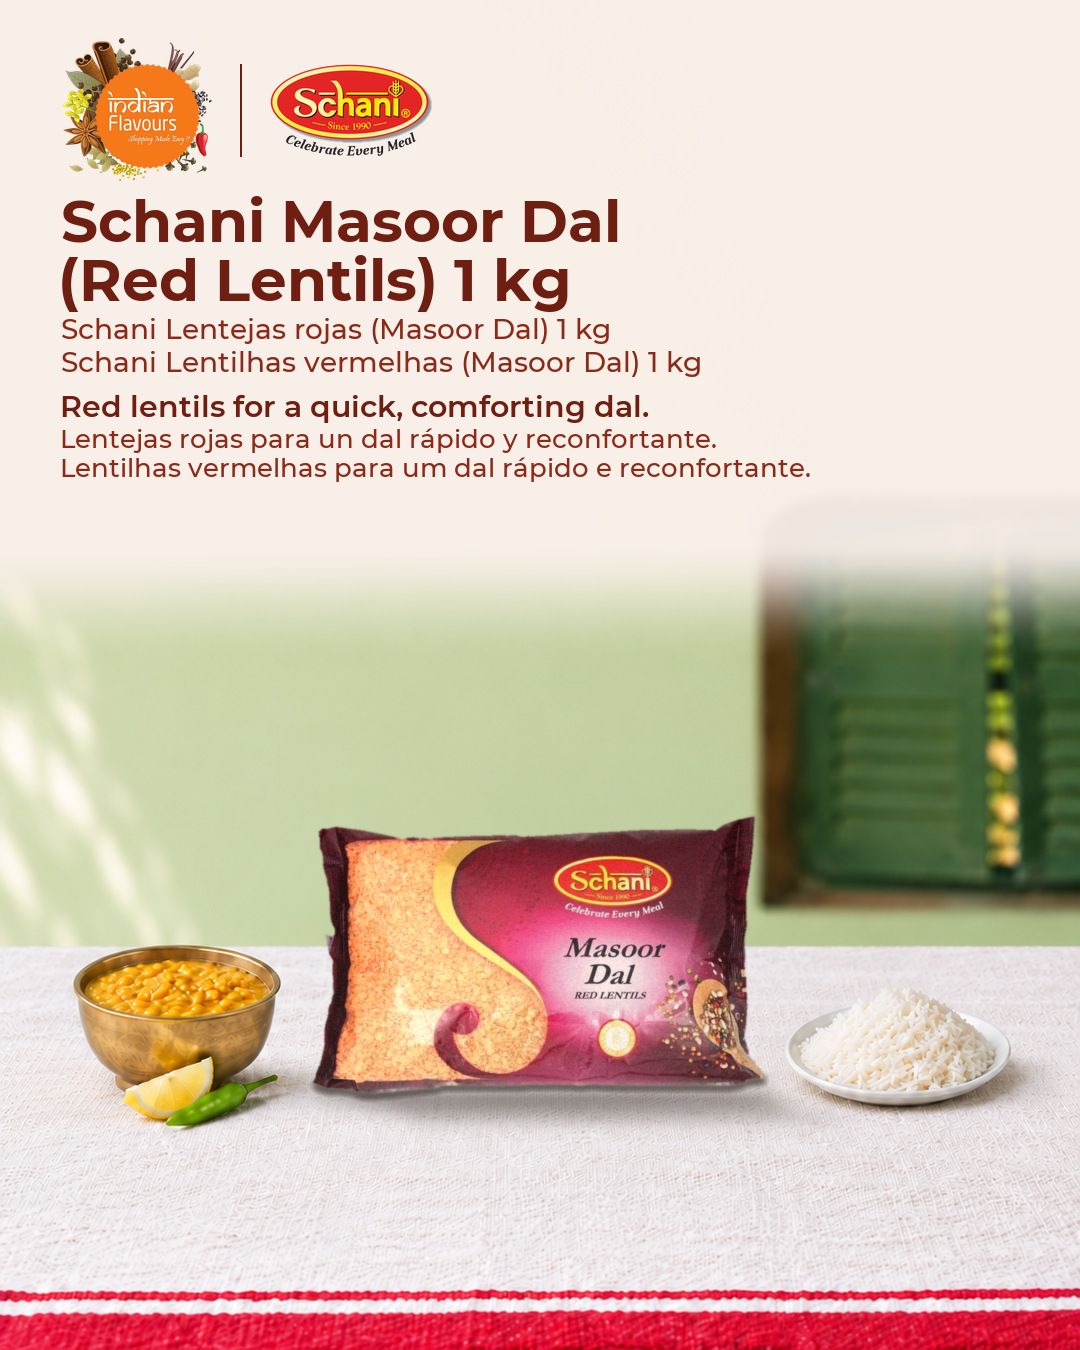 indian
Flavours
Shopping Made Easy !!
Schani®
Since 1990
Celebrate Every Meal
Schani Masoor Dal
(Red Lentils) 1 kg
Schani Lentejas rojas (Masoor Dal) 1 kg
Schani Lentilhas vermelhas (Masoor Dal) 1 kg
Red lentils for a quick, comforting dal.
Lentejas rojas para un dal rápido y reconfortante.
Lentilhas vermelhas para um dal rápido e reconfortante.
Schani®
Since 1990
Celebrate Every Meal
Masoor
Dal
RED LENTILS